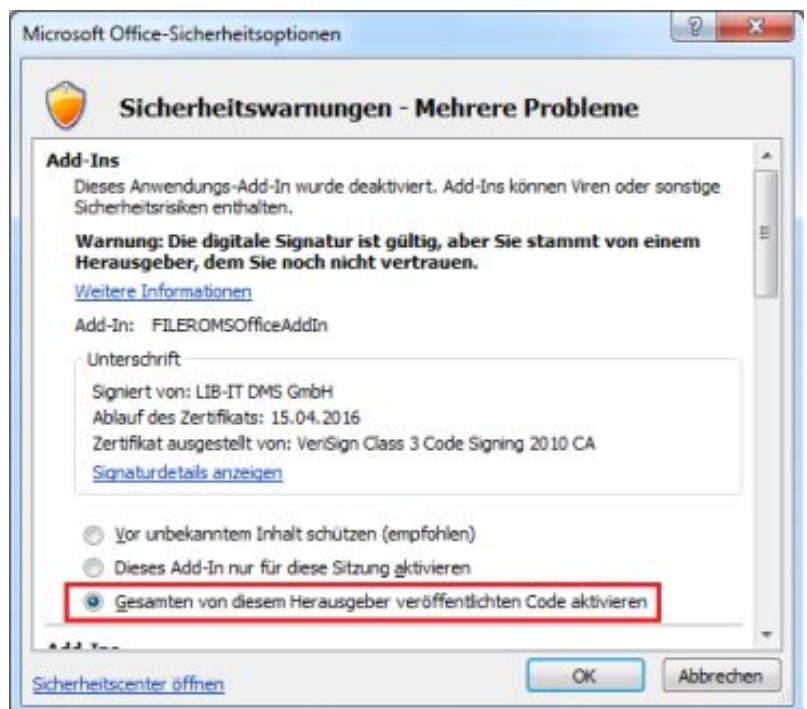 Microsoft Office-Sicherheitsoptionen
Sicherheitswarnungen - Mehrere Probleme
Add-Ins
Dieses Anwendungs-Add-In wurde deaktiviert. Add-Ins können Viren oder sonstige
Sicherheitsrisiken enthalten.
Warnung: Die digitale Signatur ist gültig, aber Sie stammt von einem
Herausgeber, dem Sie noch nicht vertrauen.
Weitere Informationen
Add-In: FILEROMSOfficeAddIn
Unterschrift
Signiert von: LIB-IT DMS GmbH
Ablauf des Zertifikats: 15.04.2016
Zertifikat ausgestellt von: VeriSign Class 3 Code Signing 2010 CA
Signaturdetails anzeigen
Vor unbekanntem Inhalt schützen (empfohlen)
Dieses Add-In nur für diese Sitzung aktivieren
Gesamten von diesem Herausgeber veröffentlichten Code aktivieren
Add-Ins
Sicherheitscenter öffnen
OK
Abbrechen